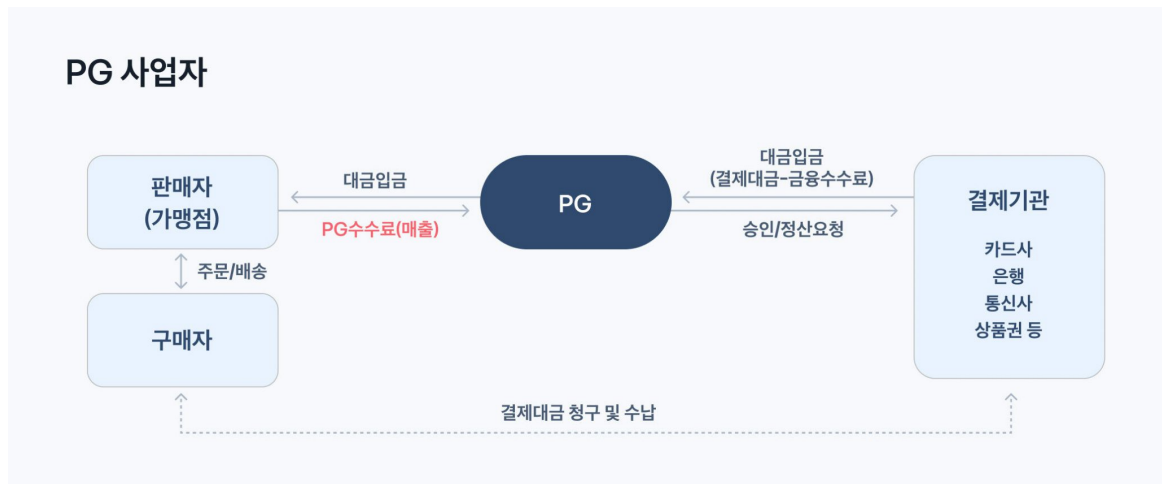 PG 사업자
판매자
(가맹점)
대금입금
PG수수료(매출)
PG
대금입금
(결제대금-금융수수료)
승인/정산요청
결제기관
카드사
은행
통신사
상품권 등
주문/배송
구매자
결제대금 청구 및 수납